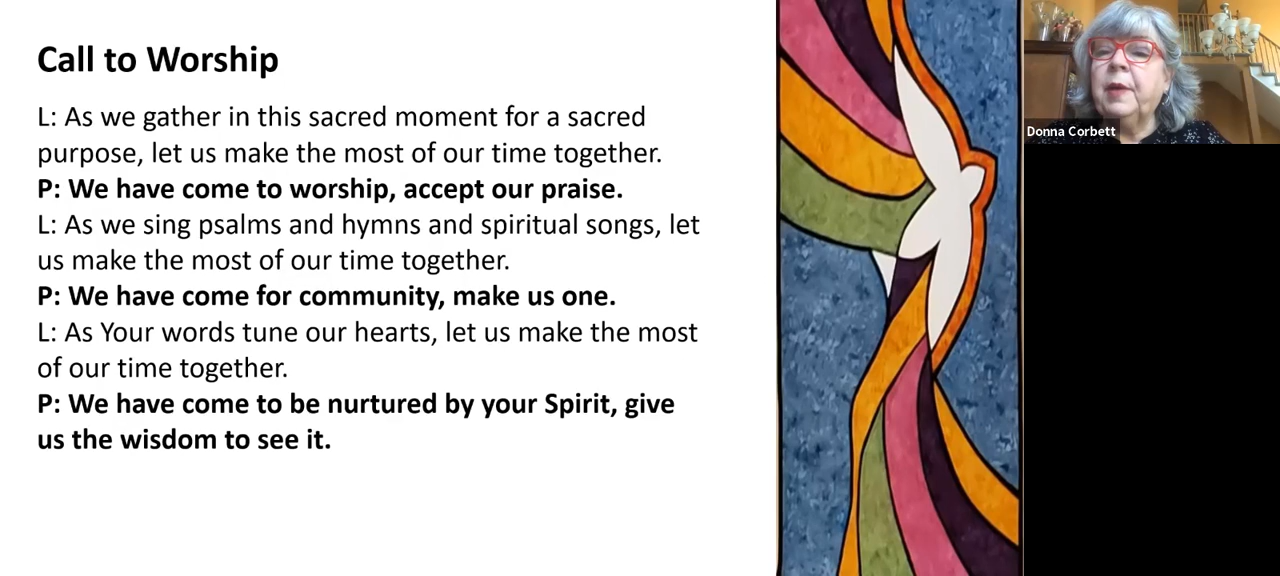 Call to Worship
L: As we gather in this sacred moment for a sacred
purpose, let us make the most of our time together.
P: We have come to worship, accept our praise.
L: As we sing psalms and hymns and spiritual songs, let
us make the most of our time together.
P: We have come for community, make us one.
L: As Your words tune our hearts, let us make the most
of our time together.
P: We have come to be nurtured by your Spirit, give
us the wisdom to see it.
Donna Corbett